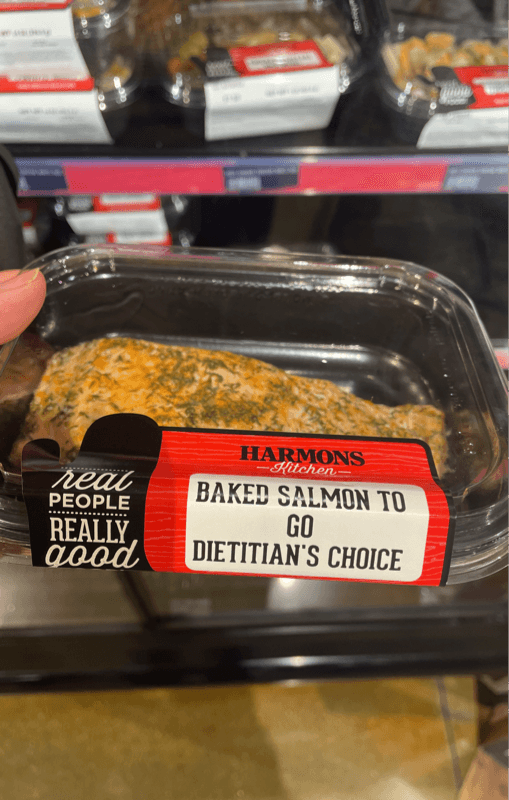 HARMONS
Kitchen
real
PEOPLE
REALLY
good
BAKED SALMON TO
GO
DIETITIAN'S CHOICE